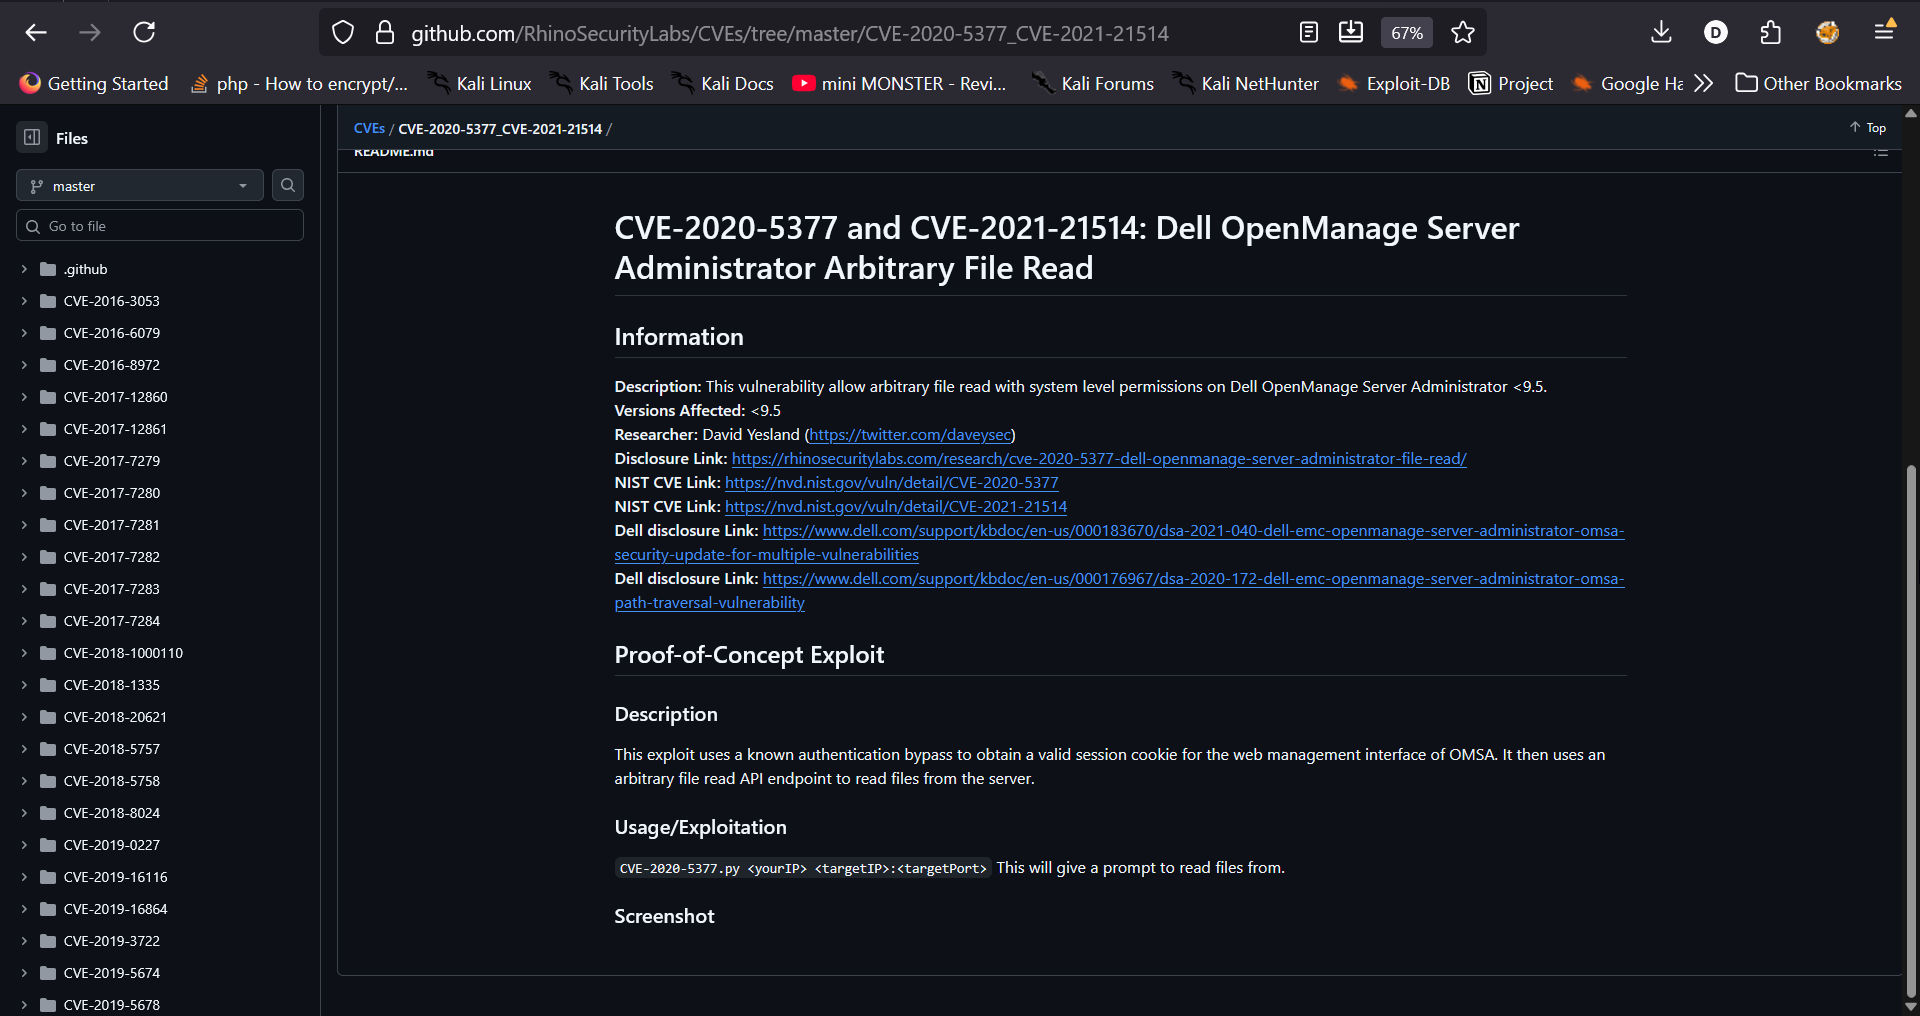 github.com/RhinoSecurityLabs/CVEs/tree/master/CVE-2020-5377_CVE-2021-21514
67%
D
Getting Started
php - How to encrypt/...
Kali Linux
Kali Tools
Kali Docs
mini MONSTER - Revi...
Kali Forums
Kali NetHunter
Exploit-DB
Project
Google Ha
Other Bookmarks
Files
master
Go to file
.github
CVE-2016-3053
CVE-2016-6079
CVE-2016-8972
CVE-2017-12860
CVE-2017-12861
CVE-2017-7279
CVE-2017-7280
CVE-2017-7281
CVE-2017-7282
CVE-2017-7283
CVE-2017-7284
CVE-2018-1000110
CVE-2018-1335
CVE-2018-20621
CVE-2018-5757
CVE-2018-5758
CVE-2018-8024
CVE-2019-0227
CVE-2019-16116
CVE-2019-16864
CVE-2019-3722
CVE-2019-5674
CVE-2019-5678
CVEs / CVE-2020-5377_CVE-2021-21514 /
Top
README.md
CVE-2020-5377 and CVE-2021-21514: Dell OpenManage Server
Administrator Arbitrary File Read
Information
Description: This vulnerability allow arbitrary file read with system level permissions on Dell OpenManage Server Administrator <9.5.
Versions Affected: <9.5
Researcher: David Yesland (https://twitter.com/daveysec)
Disclosure Link: https://rhinosecuritylabs.com/research/cve-2020-5377-dell-openmanage-server-administrator-file-read/
NIST CVE Link: https://nvd.nist.gov/vuln/detail/CVE-2020-5377
NIST CVE Link: https://nvd.nist.gov/vuln/detail/CVE-2021-21514
Dell disclosure Link: https://www.dell.com/support/kbdoc/en-us/000183670/dsa-2021-040-dell-emc-openmanage-server-administrator-omsa-
security-update-for-multiple-vulnerabilities
Dell disclosure Link: https://www.dell.com/support/kbdoc/en-us/000176967/dsa-2020-172-dell-emc-openmanage-server-administrator-omsa-
path-traversal-vulnerability
Proof-of-Concept Exploit
Description
This exploit uses a known authentication bypass to obtain a valid session cookie for the web management interface of OMSA. It then uses an
arbitrary file read API endpoint to read files from the server.
Usage/Exploitation
CVE-2020-5377.py <yourIP> <targetIP>:<targetPort> This will give a prompt to read files from.
Screenshot